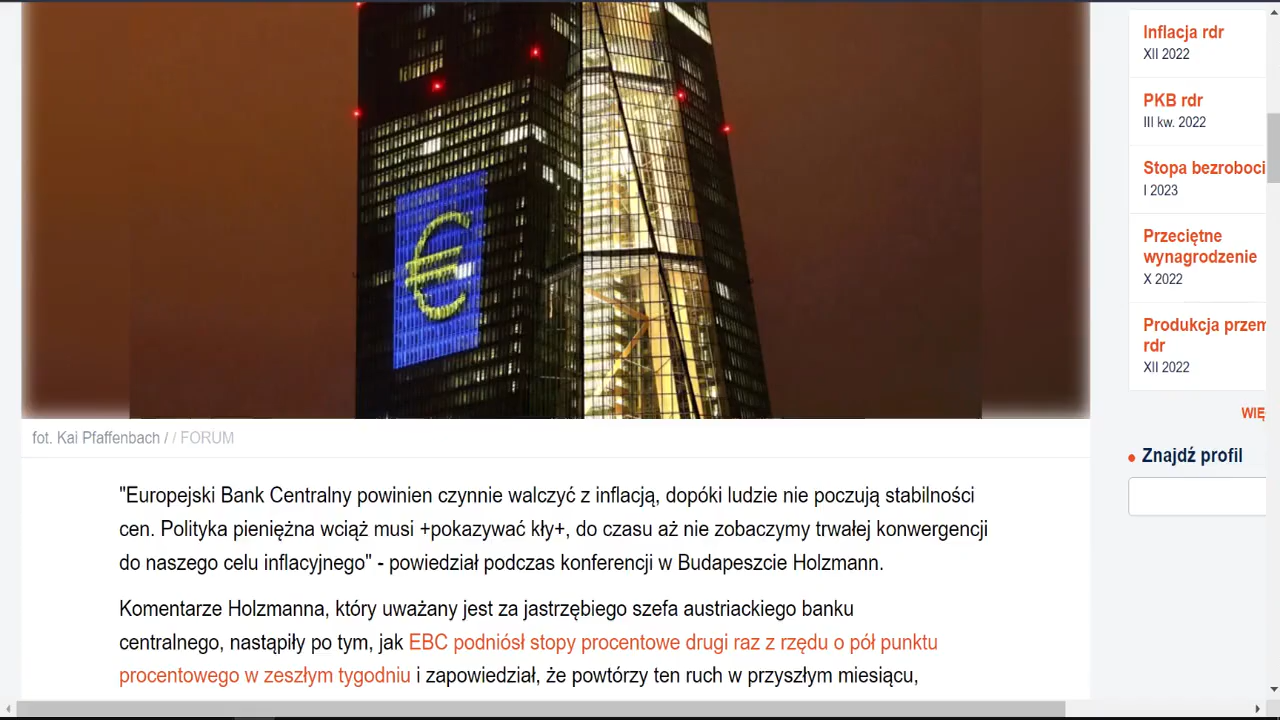 €
fot. Kai Pfaffenbach / / FORUM
"Europejski Bank Centralny powinien czynnie walczyć z inflacją, dopóki ludzie nie poczują stabilności
cen. Polityka pieniężna wciąż musi +pokazywać kły+, do czasu aż nie zobaczymy trwałej konwergencji
do naszego celu inflacyjnego" - powiedział podczas konferencji w Budapeszcie Holzmann.
Komentarze Holzmanna, który uważany jest za jastrzębiego szefa austriackiego banku
centralnego, nastąpiły po tym, jak EBC podniósł stopy procentowe drugi raz z rzędu o pół punktu
procentowego w zeszłym tygodniu i zapowiedział, że powtórzy ten ruch w przyszłym miesiącu,
Inflacja rdr
XII 2022
PKB rdr
III kw. 2022
Stopa bezroboci
I 2023
Przeciętne
wynagrodzenie
X 2022
Produkcja przem
rdr
XII 2022
WIĘ
Znajdź profil